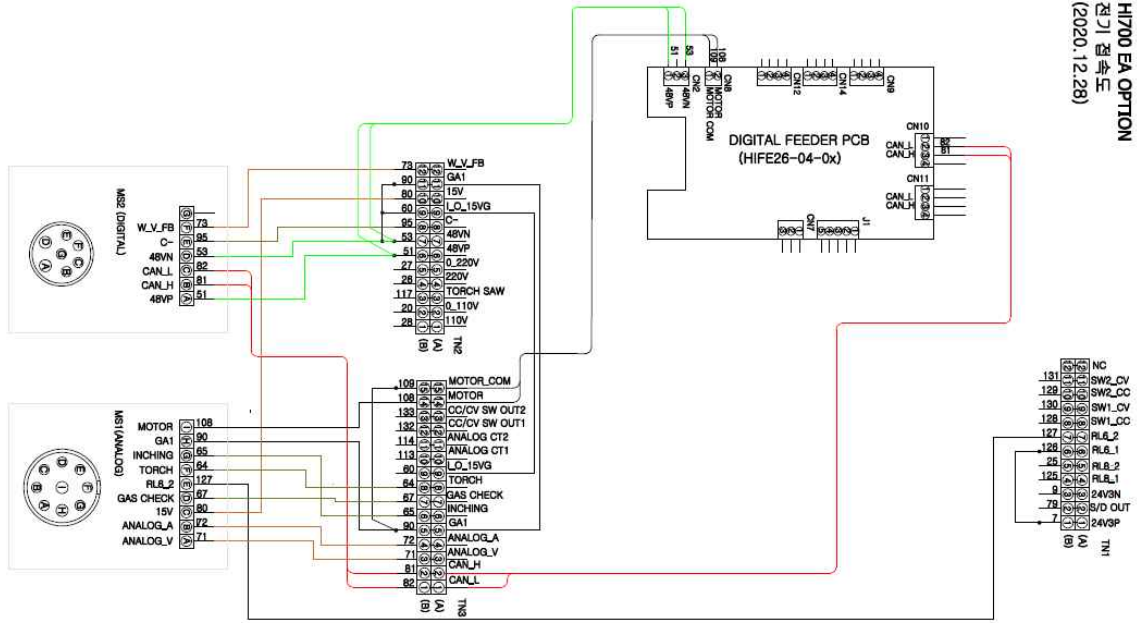 HI700 EA OPTION
전기 접속도
(2020.12.28)
51
53
109
108
CN2
48VP
48VN
CN8
MOTOR
MOTOR COM
CN12
CN14
CN9
DIGITAL FEEDER PCB
(HIFE26-04-0x)
CN10
CAN_L
CAN_H
82
81
CN11
CAN_L
CAN_H
CN7
J1
MS2 (DIGITAL)
W_V_FB 73
C- 95
48VN 53
CAN_L 82
CAN_H 81
48VP 51
73 W_V_FB
90 GA1
80 15V
60 I_O_15VG
95 C-
53 48VN
51 48VP
27 0_220V
26 220V
117 TORCH SAW
20 0_110V
28 110V
(B) (A) TN2
MS1(ANALOG)
MOTOR 108
GA1 90
INCHING 65
TORCH 64
RL6_2 127
GAS CHECK 67
15V 80
ANALOG_A 72
ANALOG_V 71
109 MOTOR_COM
108 MOTOR
133 CC/CV SW OUT2
132 CC/CV SW OUT1
114 ANALOG CT2
113 ANALOG CT1
60 I_O_15VG
64 TORCH
67 GAS CHECK
65 INCHING
90 GA1
72 ANALOG_A
71 ANALOG_V
81 CAN_H
82 CAN_L
(B) (A) TN3
NC
131 SW2_CV
129 SW2_CC
130 SW1_CV
128 SW1_CC
127 RL6_2
126 RL6_1
25 RL8_2
125 RL8_1
9 24V3N
79 S/D OUT
7 24V3P
(B) (A) TN1